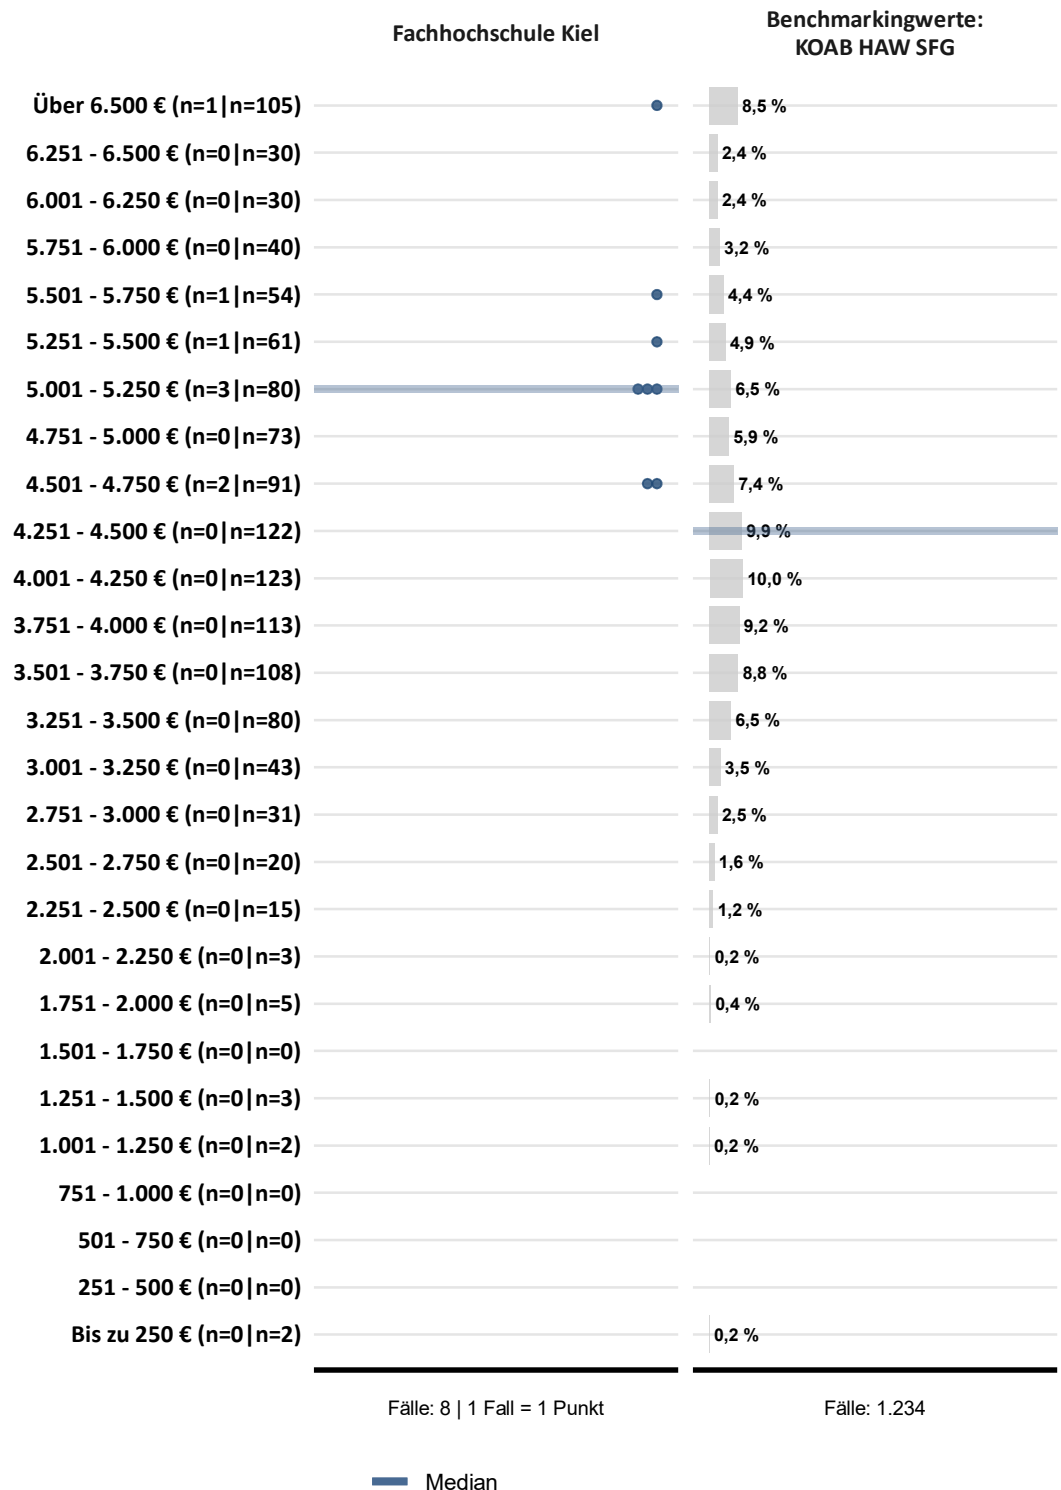 Fachhochschule Kiel
Benchmarkingwerte:
KOAB HAW SFG
Über 6.500 € (n=1|n=105) 8,5 %
6.251 - 6.500 € (n=0|n=30) 2,4 %
6.001 - 6.250 € (n=0|n=30) 2,4 %
5.751 - 6.000 € (n=0|n=40) 3,2 %
5.501 - 5.750 € (n=1|n=54) 4,4 %
5.251 - 5.500 € (n=1|n=61) 4,9 %
5.001 - 5.250 € (n=3|n=80) 6,5 %
4.751 - 5.000 € (n=0|n=73) 5,9 %
4.501 - 4.750 € (n=2|n=91) 7,4 %
4.251 - 4.500 € (n=0|n=122) 9,9 %
4.001 - 4.250 € (n=0|n=123) 10,0 %
3.751 - 4.000 € (n=0|n=113) 9,2 %
3.501 - 3.750 € (n=0|n=108) 8,8 %
3.251 - 3.500 € (n=0|n=80) 6,5 %
3.001 - 3.250 € (n=0|n=43) 3,5 %
2.751 - 3.000 € (n=0|n=31) 2,5 %
2.501 - 2.750 € (n=0|n=20) 1,6 %
2.251 - 2.500 € (n=0|n=15) 1,2 %
2.001 - 2.250 € (n=0|n=3) 0,2 %
1.751 - 2.000 € (n=0|n=5) 0,4 %
1.501 - 1.750 € (n=0|n=0)
1.251 - 1.500 € (n=0|n=3) 0,2 %
1.001 - 1.250 € (n=0|n=2) 0,2 %
751 - 1.000 € (n=0|n=0)
501 - 750 € (n=0|n=0)
251 - 500 € (n=0|n=0)
Bis zu 250 € (n=0|n=2) 0,2 %
Fälle: 8 | 1 Fall = 1 Punkt
Fälle: 1.234
Median